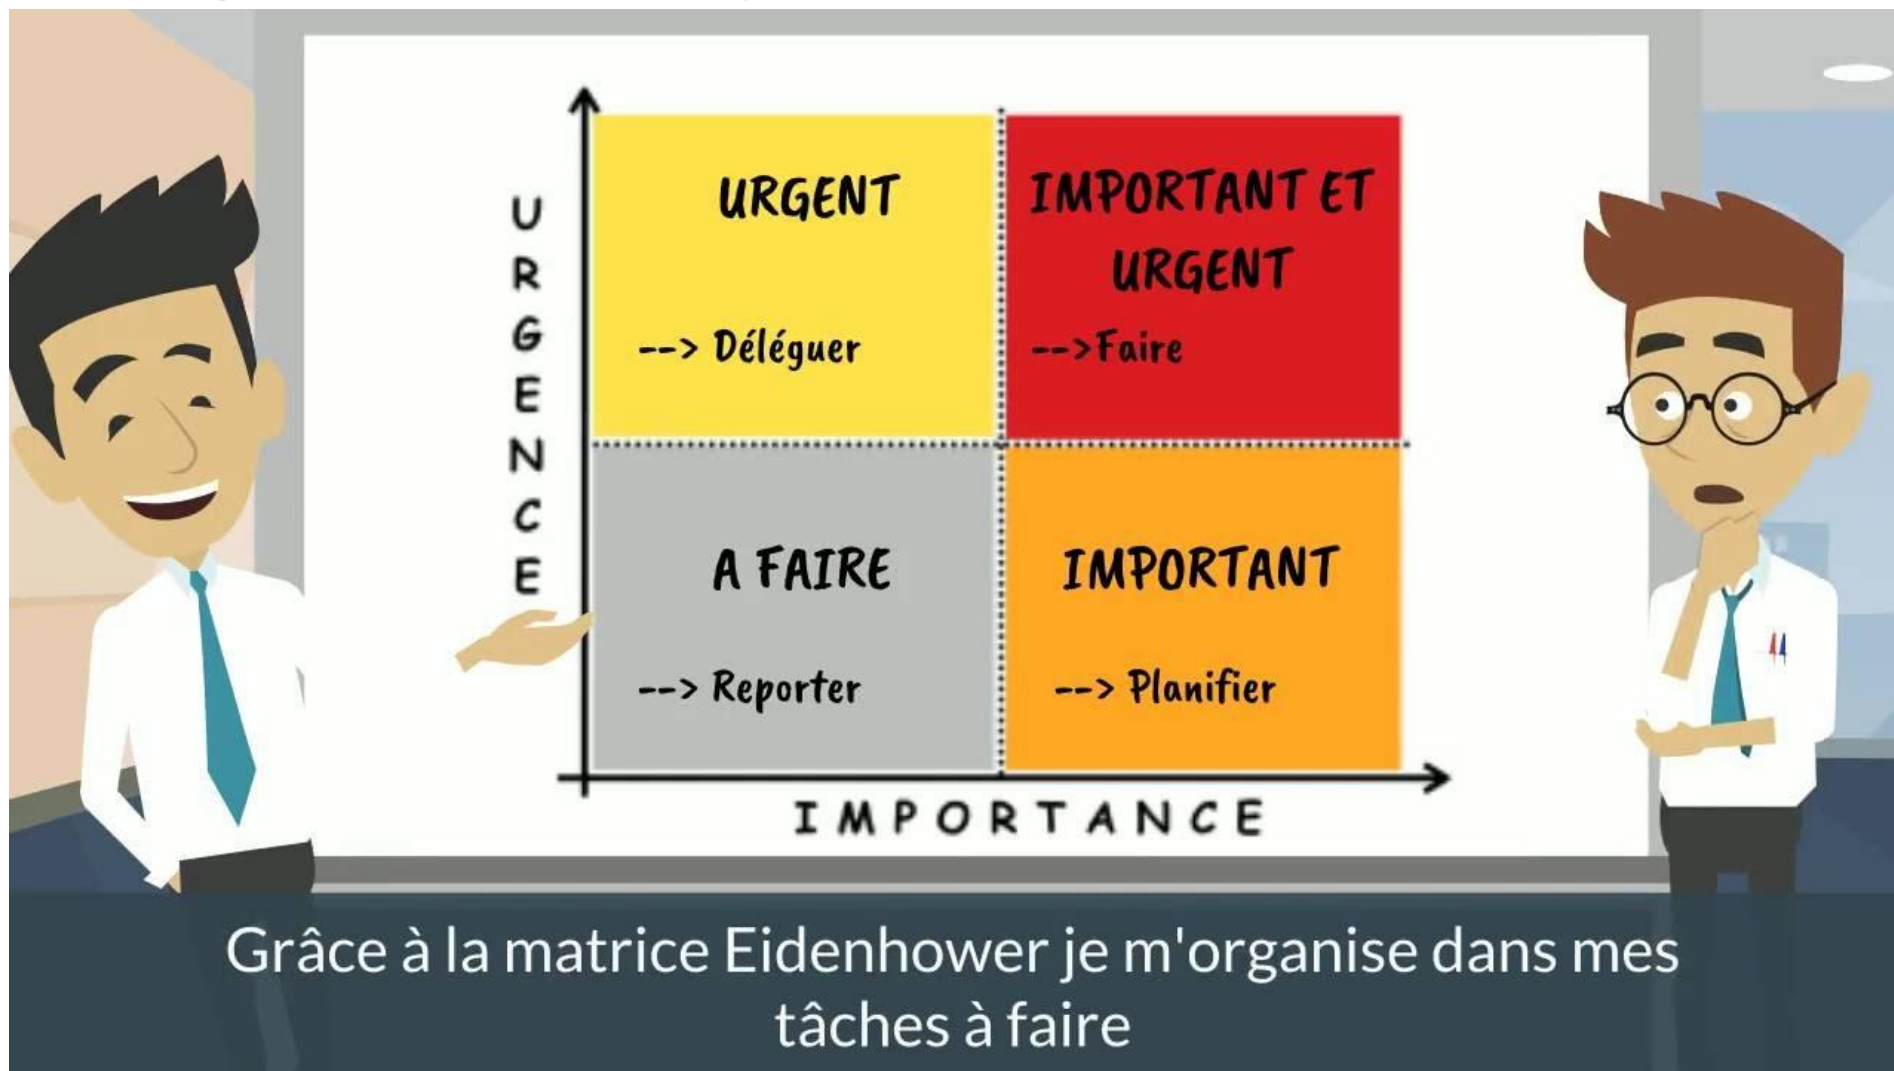 URGENCE
URGENT
--> Déléguer
IMPORTANT ET
URGENT
-->Faire
A FAIRE
--> Reporter
IMPORTANT
--> Planifier
IMPORTANCE
Grâce à la matrice Eidenhower je m'organise dans mes
tâches à faire